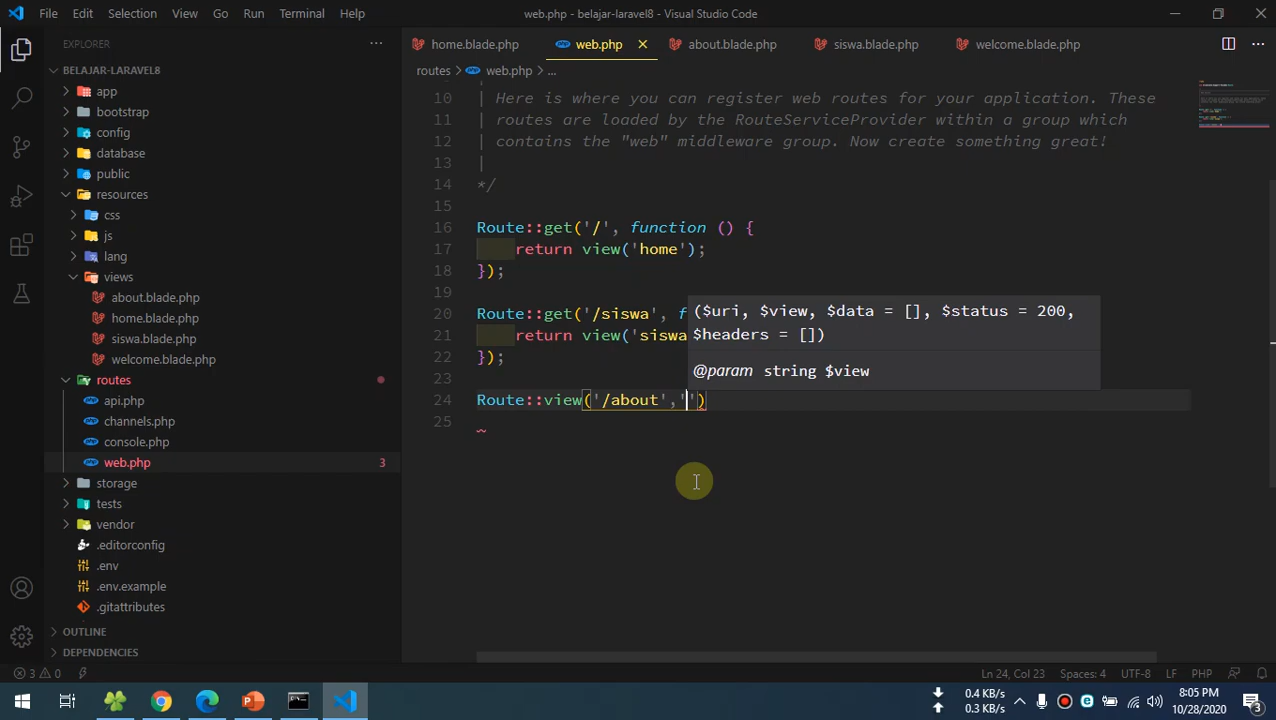 File Edit Selection View Go Run Terminal Help
web.php - belajar-laravel8 - Visual Studio Code
EXPLORER
home.blade.php
web.php
about.blade.php
siswa.blade.php
welcome.blade.php
BELAJAR-LARAVEL8
app
bootstrap
config
database
public
resources
css
js
lang
views
about.blade.php
home.blade.php
siswa.blade.php
welcome.blade.php
routes
api.php
channels.php
console.php
web.php 3
storage
tests
vendor
.editorconfig
.env
.env.example
.gitattributes
OUTLINE
DEPENDENCIES
routes > web.php > ...
10 | Here is where you can register web routes for your application. These
11 | routes are loaded by the RouteServiceProvider within a group which
12 | contains the "web" middleware group. Now create something great!
13 |
14 */
15
16 Route::get('/', function () {
17 return view('home');
18 });
19
20 Route::get('/siswa', f
21 return view('siswa
22 });
23
24 Route::view('/about','')
25
($uri, $view, $data = [], $status = 200,
$headers = [])
@param string $view
3 0
Ln 24, Col 23 Spaces: 4 UTF-8 LF PHP
0.4 KB/s
0.3 KB/s
8:05 PM
10/28/2020
3